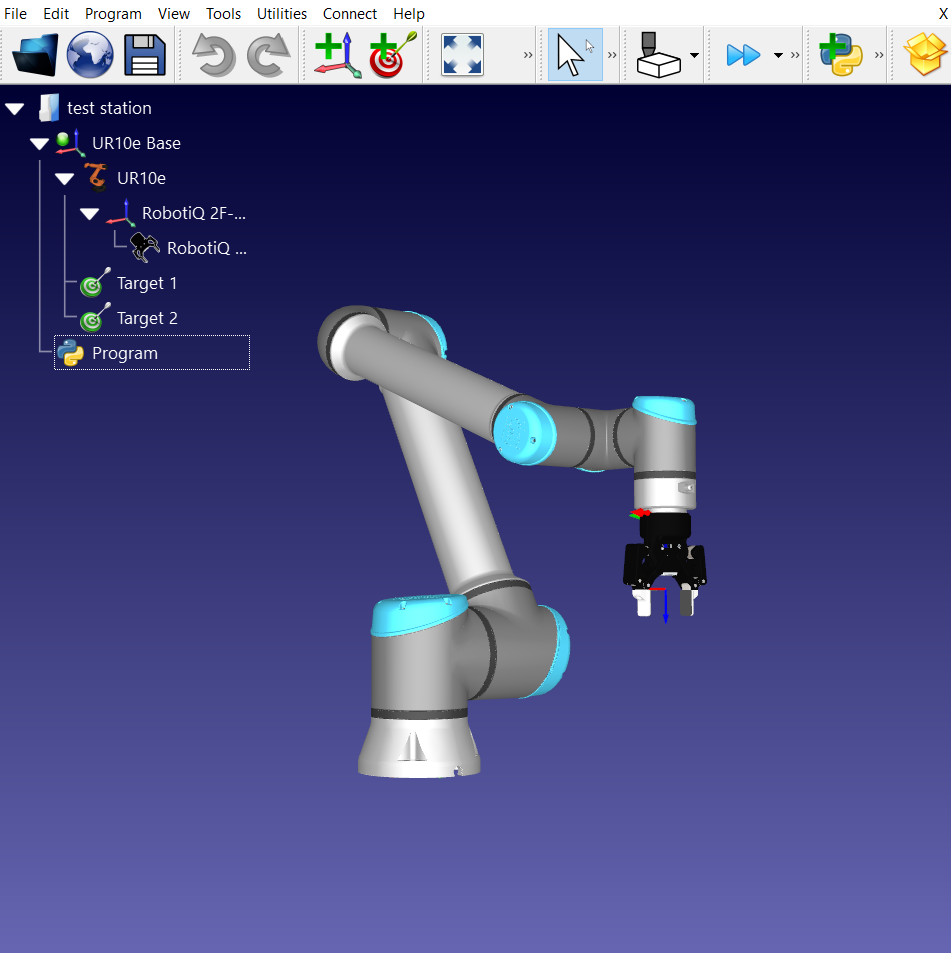 File Edit Program View Tools Utilities Connect Help X
test station
UR10e Base
UR10e
RobotiQ 2F-...
RobotiQ ...
Target 1
Target 2
Program